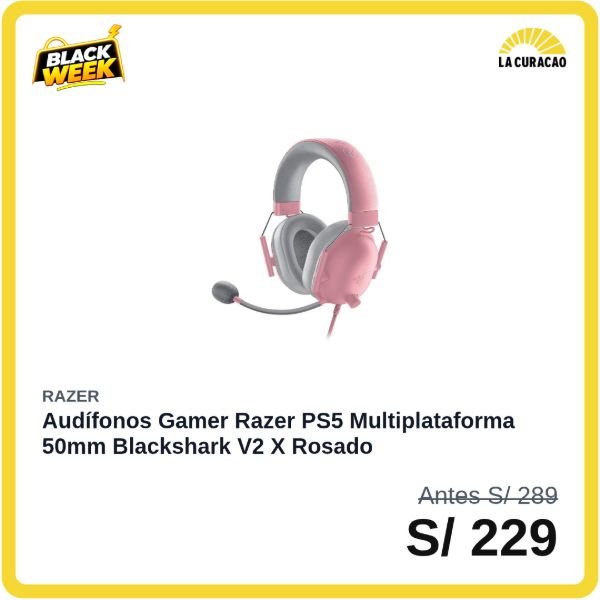 BLACK
WEEK
LA CURACAO
RAZER
Audífonos Gamer Razer PS5 Multiplataforma
50mm Blackshark V2 X Rosado
Antes S/ 289
S/ 229